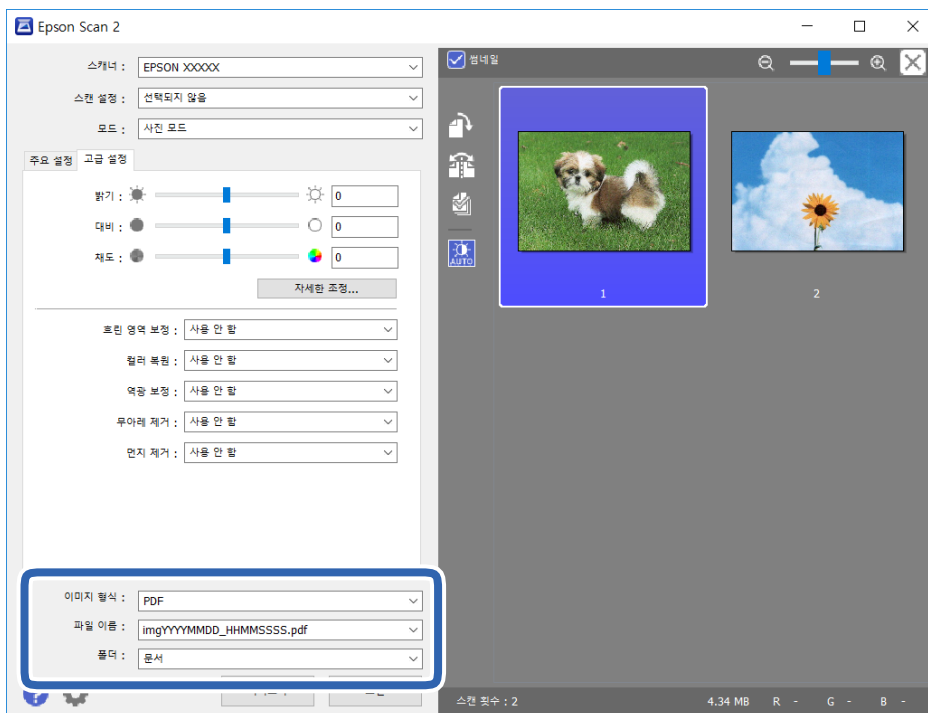 Epson Scan 2
스캐너 : EPSON XXXXX
스캔 설정 : 선택되지 않음
모드 : 사진 모드
주요 설정 고급 설정
밝기 : 0
대비 : 0
채도 : 0
자세한 조정...
흐린 영역 보정 : 사용 안 함
컬러 복원 : 사용 안 함
역광 보정 : 사용 안 함
무아레 제거 : 사용 안 함
먼지 제거 : 사용 안 함
이미지 형식 : PDF
파일 이름 : imgYYYYMMDD_HHMMSSSS.pdf
폴더 : 문서
썸네일
AUTO
1 2
스캔 횟수 : 2 4.34 MB R - G - B -